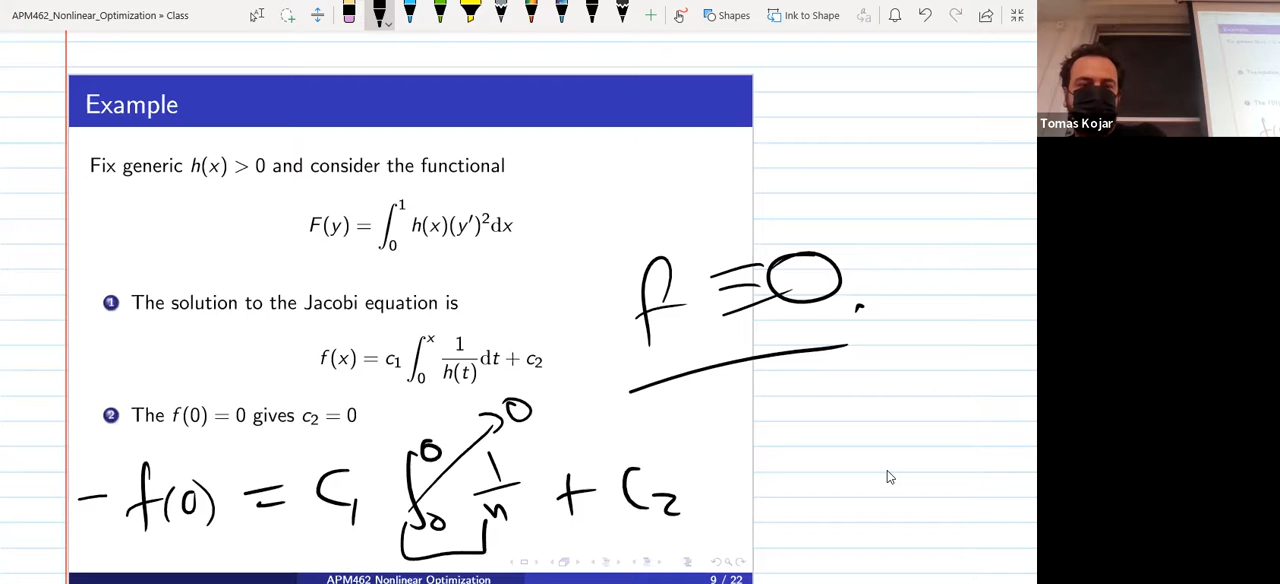 APM462_Nonlinear_Optimization » Class
Shapes
Ink to Shape
Example
Fix generic h(x) > 0 and consider the functional
F(y) = ∫₀¹ h(x)(y′)²dx
1 The solution to the Jacobi equation is
f(x) = c₁ ∫₀ˣ 1/h(t) dt + c₂
2 The f(0) = 0 gives c₂ = 0
f ≡ 0.
- f(0) = C₁ ∫₀⁰ 1/h + C₂
0
APM462 Nonlinear Optimization
9 / 22
Tomas Kojar